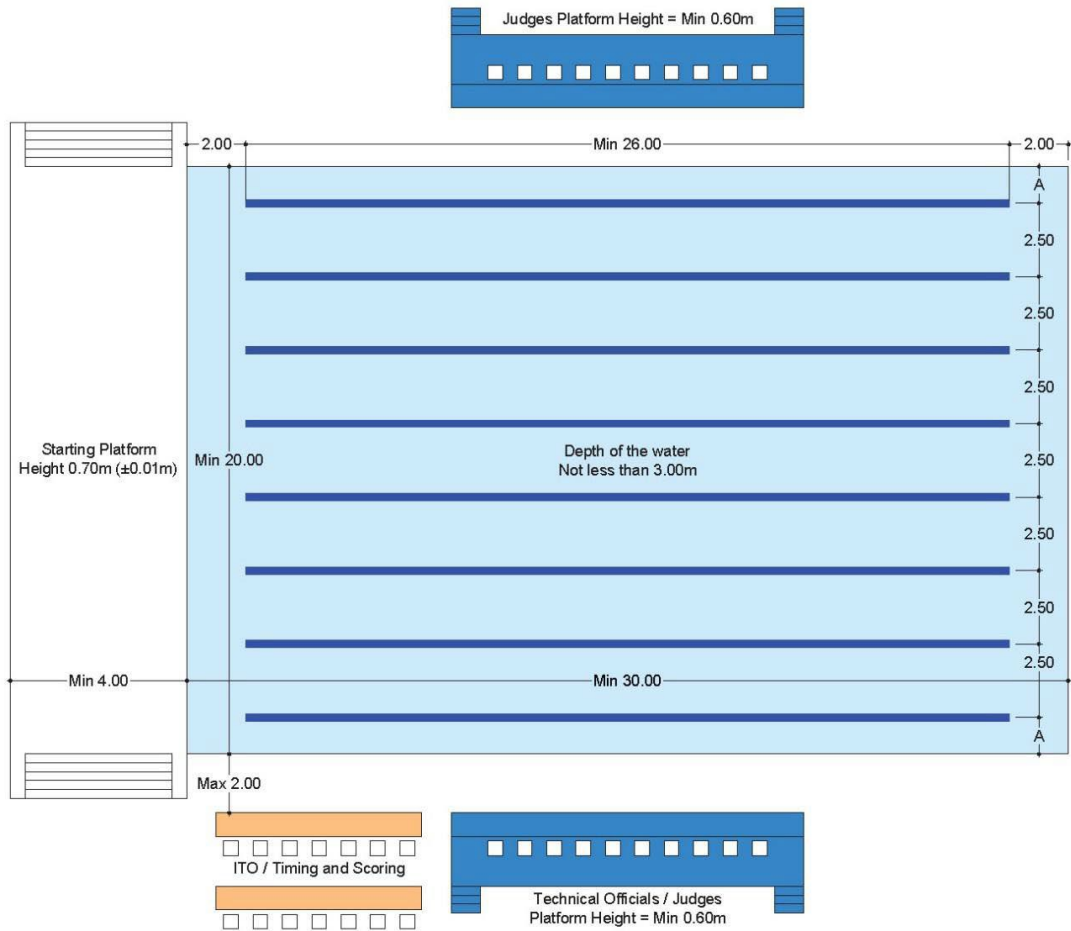 Judges Platform Height = Min 0.60m
2.00
Min 26.00
2.00
A
2.50
2.50
2.50
Starting Platform
Height 0.70m (±0.01m)
Min 20.00
Depth of the water
Not less than 3.00m
2.50
2.50
2.50
2.50
Min 4.00
Min 30.00
A
Max 2.00
ITO / Timing and Scoring
Technical Officials / Judges
Platform Height = Min 0.60m